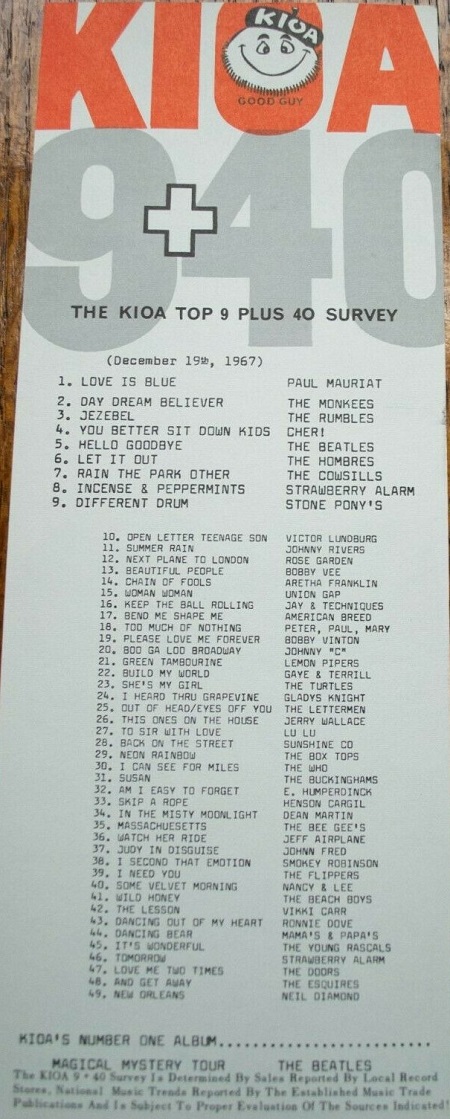 KIOA
KIOA
GOOD GUY
940
+
THE KIOA TOP 9 PLUS 40 SURVEY
(December 19th, 1967)
1. LOVE IS BLUE PAUL MAURIAT
2. DAY DREAM BELIEVER THE MONKEES
3. JEZEBEL THE RUMBLES
4. YOU BETTER SIT DOWN KIDS CHER!
5. HELLO GOODBYE THE BEATLES
6. LET IT OUT THE HOMBRES
7. RAIN THE PARK OTHER THE COWSILLS
8. INCENSE & PEPPERMINTS STRAWBERRY ALARM
9. DIFFERENT DRUM STONE PONY'S
10. OPEN LETTER TEENAGE SON VICTOR LUNDBURG
11. SUMMER RAIN JOHNNY RIVERS
12. NEXT PLANE TO LONDON ROSE GARDEN
13. BEAUTIFUL PEOPLE BOBBY VEE
14. CHAIN OF FOOLS ARETHA FRANKLIN
15. WOMAN WOMAN UNION GAP
16. KEEP THE BALL ROLLING JAY & TECHNIQUES
17. BEND ME SHAPE ME AMERICAN BREED
18. TOO MUCH OF NOTHING PETER, PAUL, MARY
19. PLEASE LOVE ME FOREVER BOBBY VINTON
20. BOO GA LOO BROADWAY JOHNNY "C"
21. GREEN TAMBOURINE LEMON PIPERS
22. BUILD MY WORLD GAYE & TERRILL
23. SHE'S MY GIRL THE TURTLES
24. I HEARD THRU GRAPEVINE GLADYS KNIGHT
25. OUT OF HEAD/EYES OFF YOU THE LETTERMEN
26. THIS ONES ON THE HOUSE JERRY WALLACE
27. TO SIR WITH LOVE LU LU
28. BACK ON THE STREET SUNSHINE CO
29. NEON RAINBOW THE BOX TOPS
30. I CAN SEE FOR MILES THE WHO
31. SUSAN THE BUCKINGHAMS
32. AM I EASY TO FORGET E. HUMPERDINCK
33. SKIP A ROPE HENSON CARGIL
34. IN THE MISTY MOONLIGHT DEAN MARTIN
35. MASSACHUESETTS THE BEE GEE'S
36. WATCH HER RIDE JEFF AIRPLANE
37. JUDY IN DISGUISE JOHNN FRED
38. I SECOND THAT EMOTION SMOKEY ROBINSON
39. I NEED YOU THE FLIPPERS
40. SOME VELVET MORNING NANCY & LEE
41. WILD HONEY THE BEACH BOYS
42. THE LESSON VIKKI CARR
43. DANCING OUT OF MY HEART RONNIE DOVE
44. DANCING BEAR MAMA'S & PAPA'S
45. IT'S WONDERFUL THE YOUNG RASCALS
46. TOMORROW STRAWBERRY ALARM
47. LOVE ME TWO TIMES THE DOORS
48. AND GET AWAY THE ESQUIRES
49. NEW ORLEANS NEIL DIAMOND
KIOA'S NUMBER ONE ALBUM..........................
MAGICAL MYSTERY TOUR THE BEATLES
The KIOA 9 + 40 Survey Is Determined By Sales Reported By Local Record
Stores, National Music Trends Reported By The Established Music Trade
Publications And Is Subject To Proper Evaluation Of The Sources Indicated!